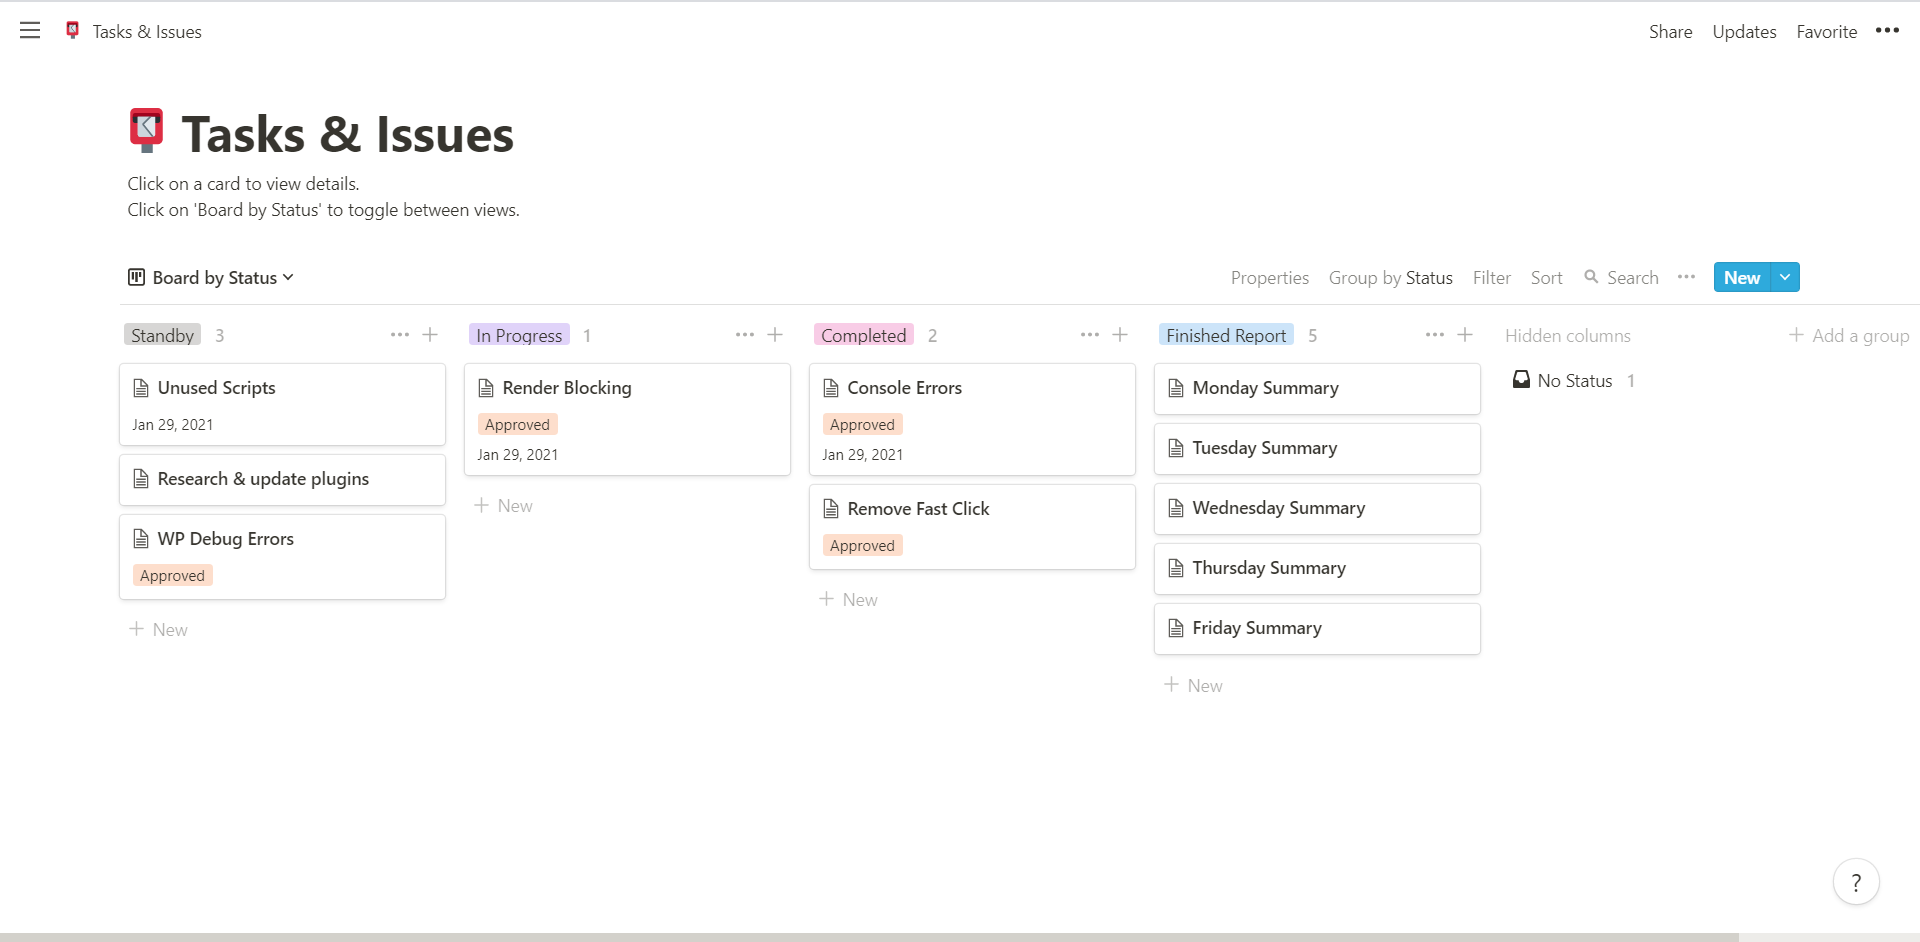 Tasks & Issues
Share Updates Favorite
Tasks & Issues
Click on a card to view details.
Click on 'Board by Status' to toggle between views.
Board by Status
Properties Group by Status Filter Sort Search New
Standby 3
Unused Scripts
Jan 29, 2021
Research & update plugins
WP Debug Errors
Approved
+ New
In Progress 1
Render Blocking
Approved
Jan 29, 2021
+ New
Completed 2
Console Errors
Approved
Jan 29, 2021
Remove Fast Click
Approved
+ New
Finished Report 5
Monday Summary
Tuesday Summary
Wednesday Summary
Thursday Summary
Friday Summary
+ New
Hidden columns
No Status 1
+ Add a group
?